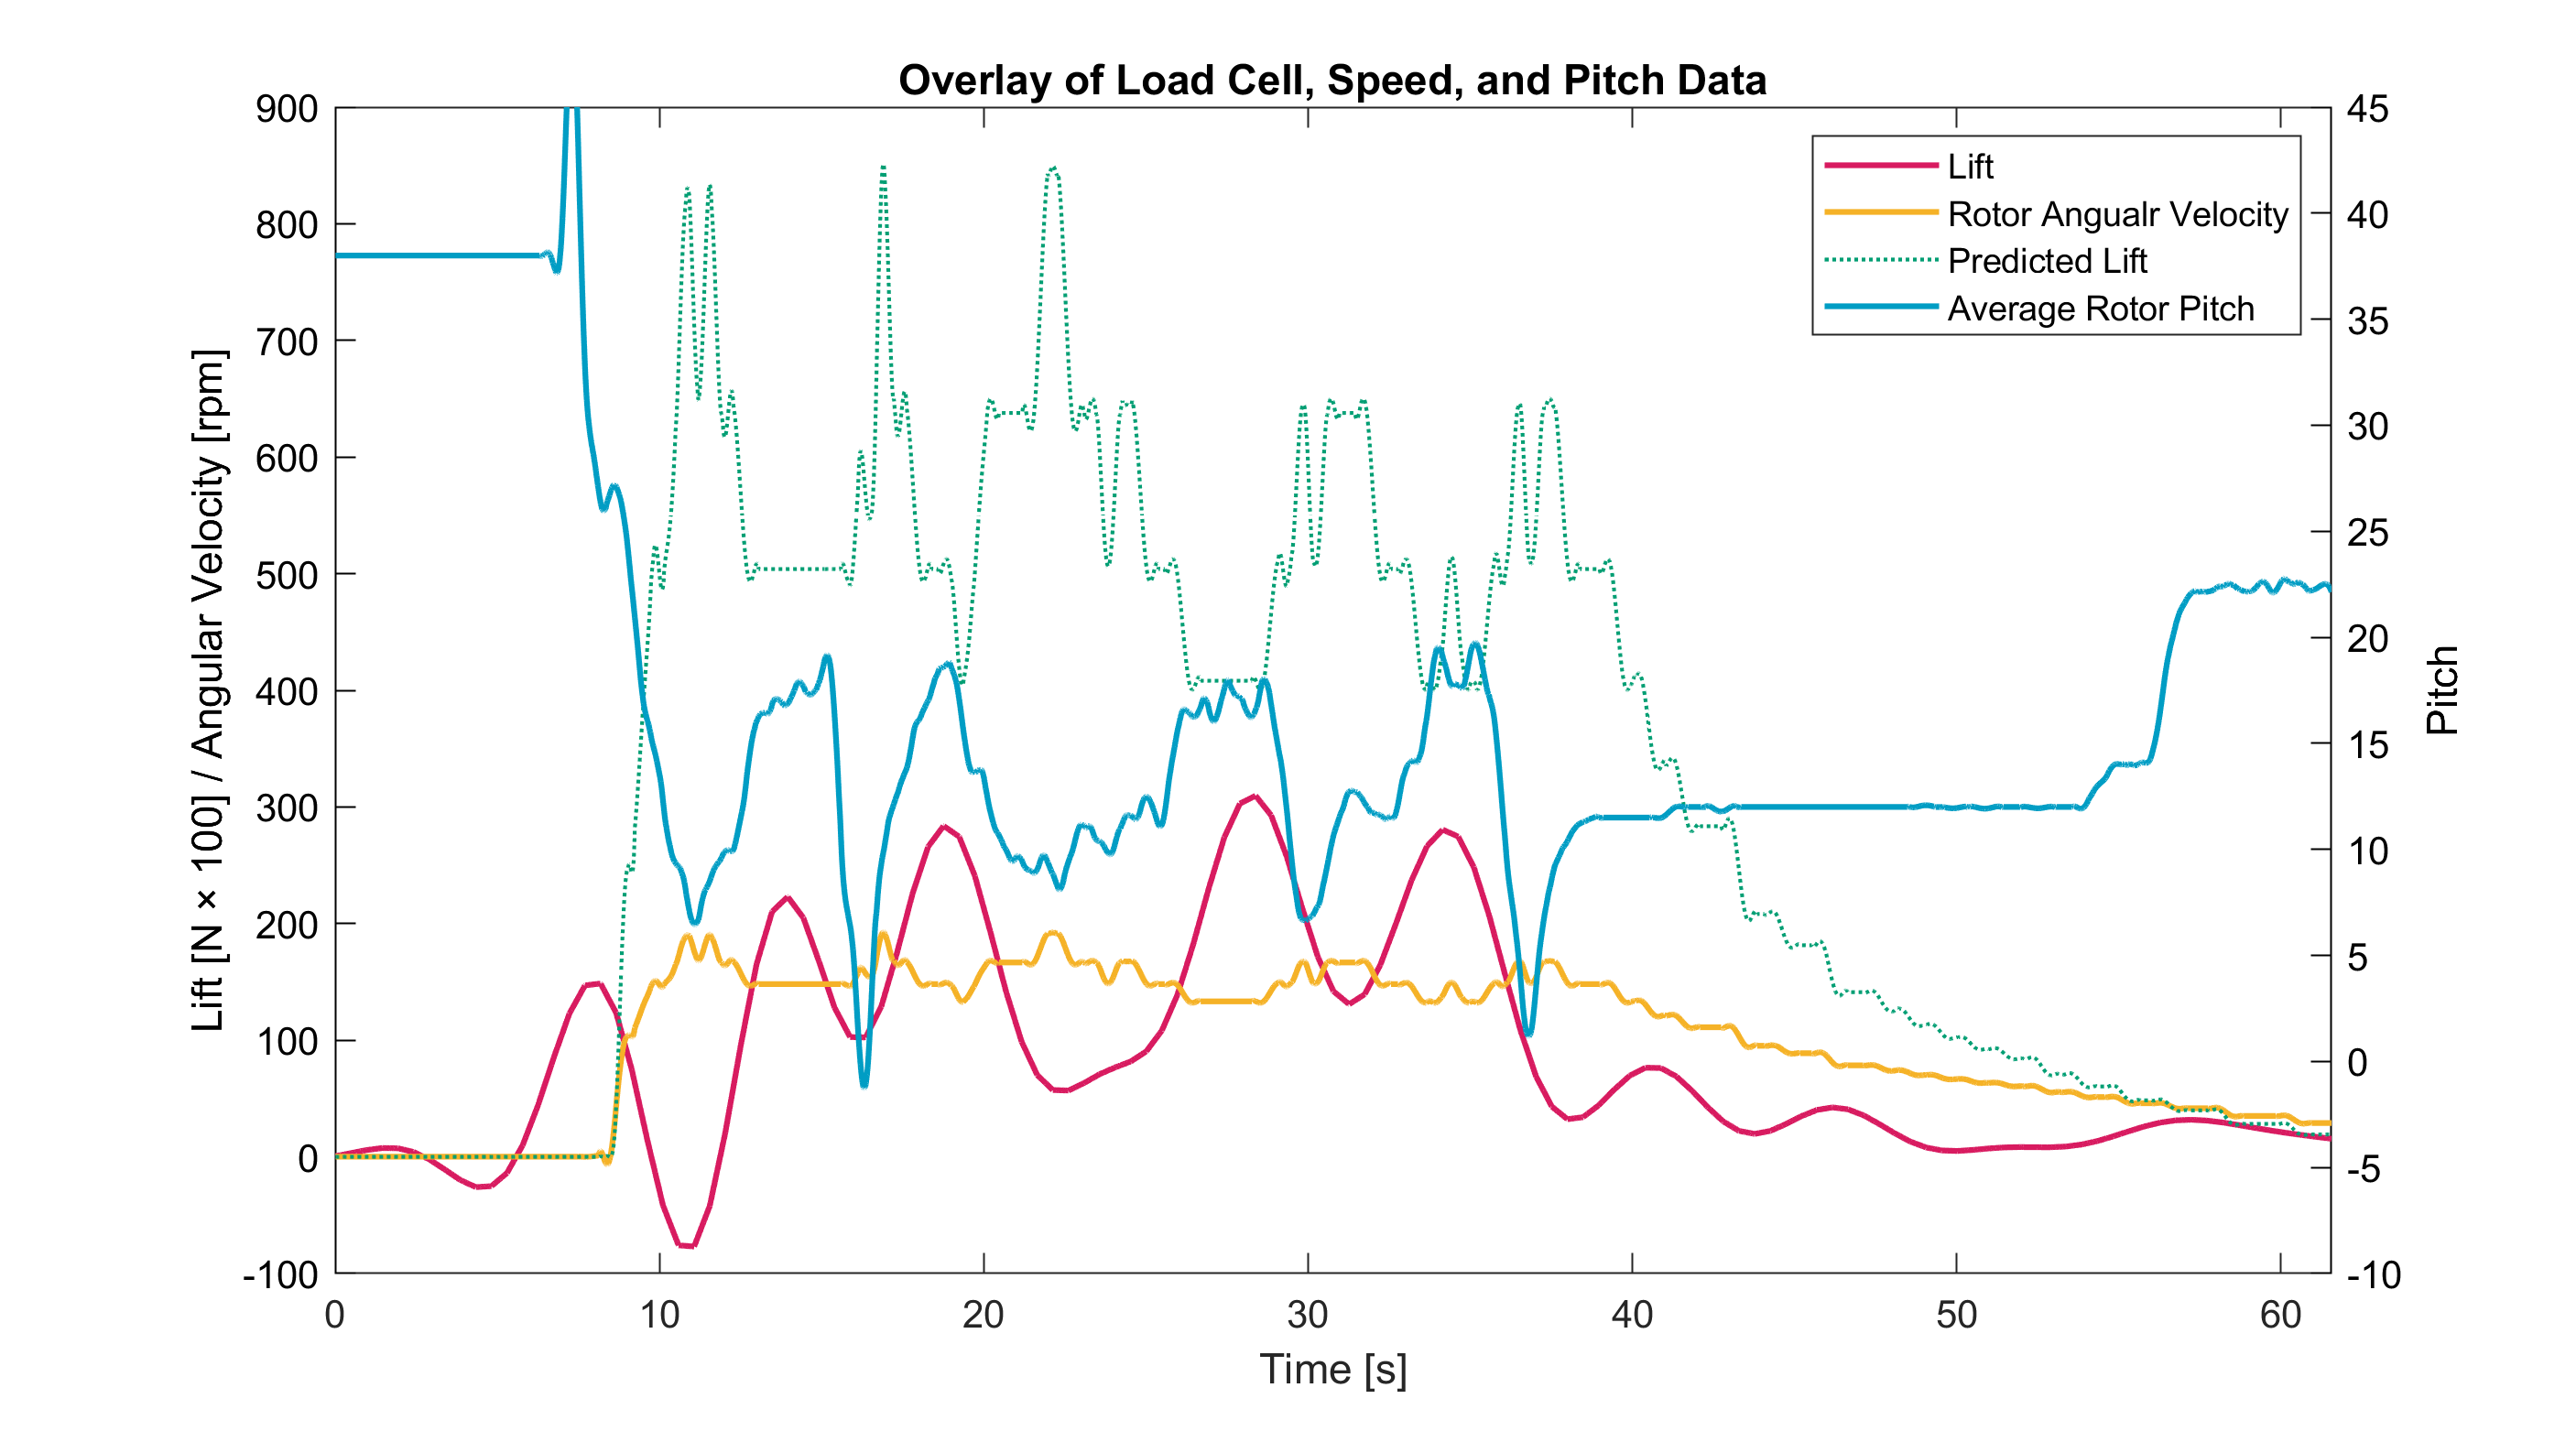 Overlay of Load Cell, Speed, and Pitch Data
Lift [N × 100] / Angular Velocity [rpm]
900
800
700
600
500
400
300
200
100
0
-100
Lift
Rotor Angualr Velocity
Predicted Lift
Average Rotor Pitch
45
40
35
30
25
20
15
10
5
0
-5
-10
Pitch
0 10 20 30 40 50 60
Time [s]